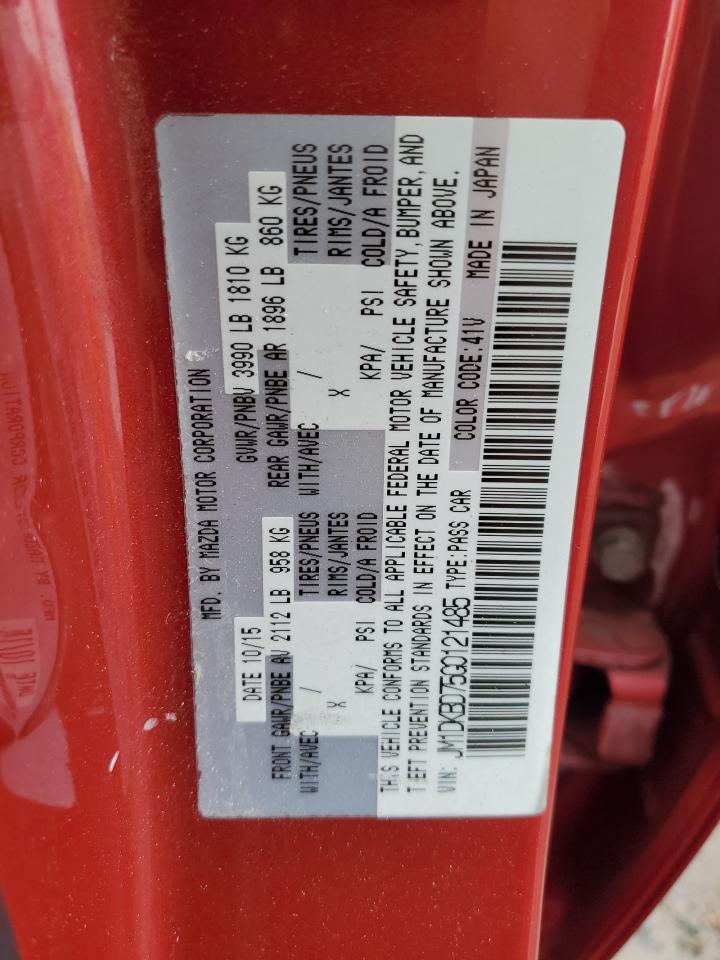 MFD. BY MAZDA MOTOR CORPORATION
DATE 10/15 GVWR/PNBV 3990 LB 1810 KG
FRONT GAWR/PNBE AV 2112 LB 958 KG REAR GAWR/PNBE AR 1896 LB 860 KG
WITH/AVEC / TIRES/PNEUS WITH/AVEC / TIRES/PNEUS
X RIMS/JANTES X RIMS/JANTES
KPA/ PSI COLD/A FROID KPA/ PSI COLD/A FROID
THIS VEHICLE CONFORMS TO ALL APPLICABLE FEDERAL MOTOR VEHICLE SAFETY, BUMPER, AND
THEFT PREVENTION STANDARDS IN EFFECT ON THE DATE OF MANUFACTURE SHOWN ABOVE.
VIN: JM1DKBD75G0121485 TYPE:PASS CAR COLOR CODE:41V MADE IN JAPAN